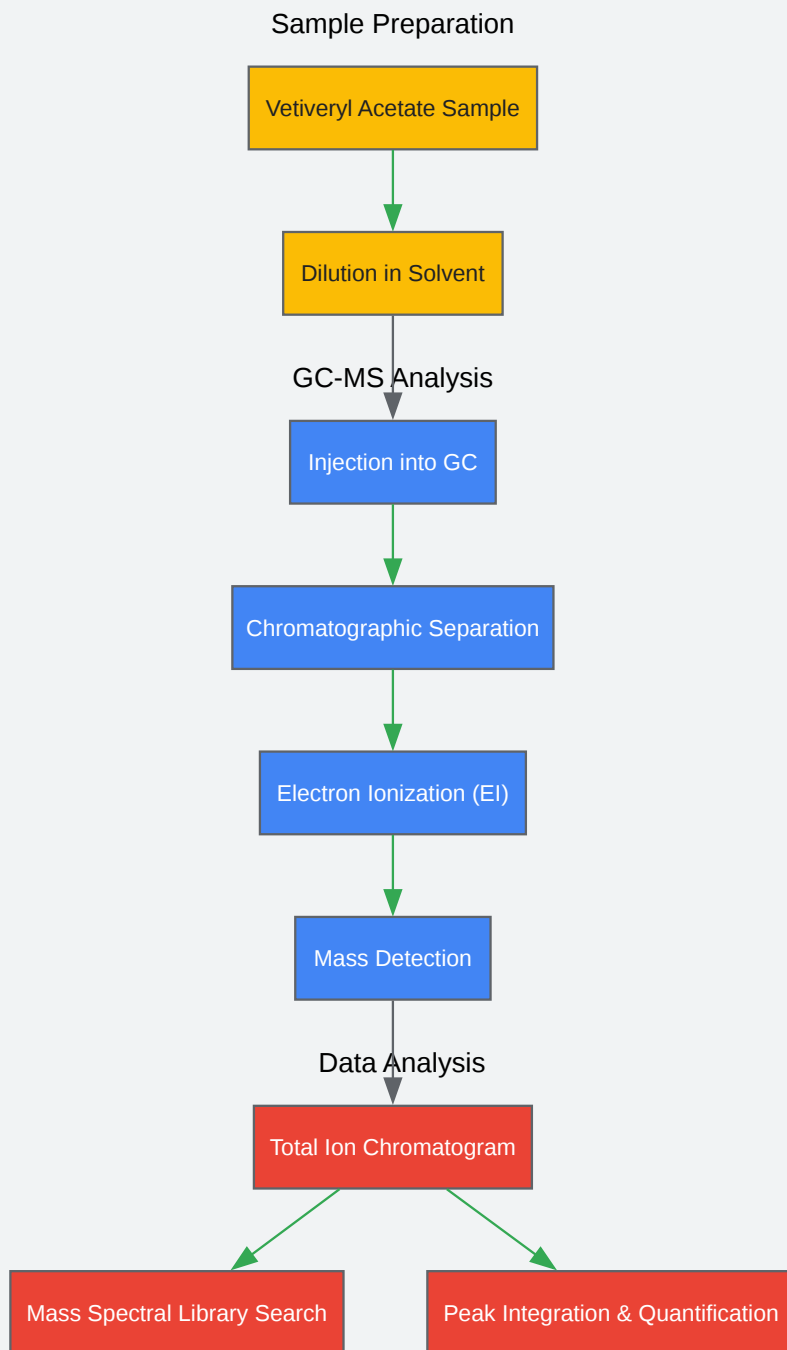 Sample Preparation
Vetiveryl Acetate Sample
Dilution in Solvent
GC-MS Analysis
Injection into GC
Chromatographic Separation
Electron Ionization (EI)
Mass Detection
Data Analysis
Total Ion Chromatogram
Mass Spectral Library Search
Peak Integration & Quantification